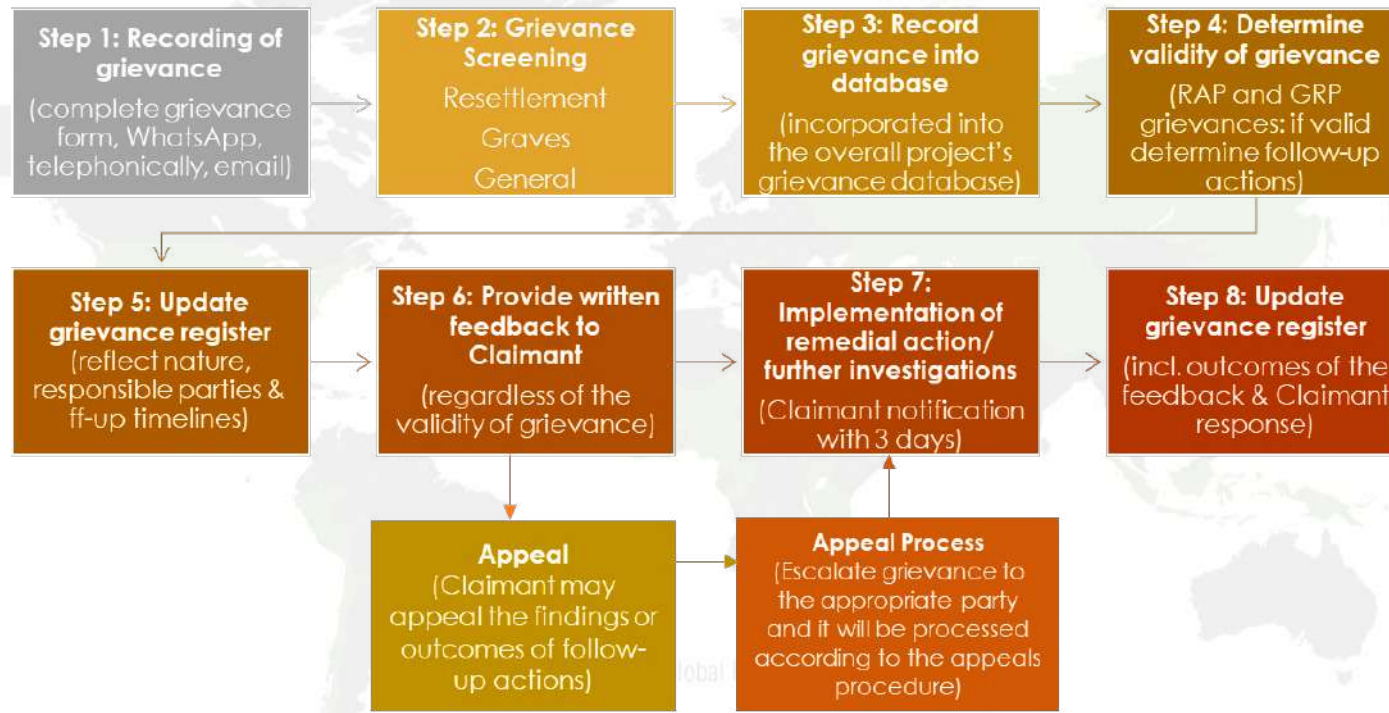 Step 1: Recording of
grievance
(complete grievance
form, WhatsApp,
telephonically, email)
Step 2: Grievance
Screening
Resettlement
Graves
General
Step 3: Record
grievance into
database
(incorporated into
the overall project's
grievance database)
Step 4: Determine
validity of grievance
(RAP and GRP
grievances: if valid
determine follow-up
actions)
Step 5: Update
grievance register
(reflect nature,
responsible parties &
ff-up timelines)
Step 6: Provide written
feedback to
Claimant
(regardless of the
validity of grievance)
Step 7:
Implementation of
remedial action/
further investigations
(Claimant notification
with 3 days)
Step 8: Update
grievance register
(incl. outcomes of the
feedback & Claimant
response)
Appeal
(Claimant may
appeal the findings or
outcomes of follow-
up actions)
Appeal Process
(Escalate grievance to
the appropriate party
and it will be processed
according to the appeals
procedure)